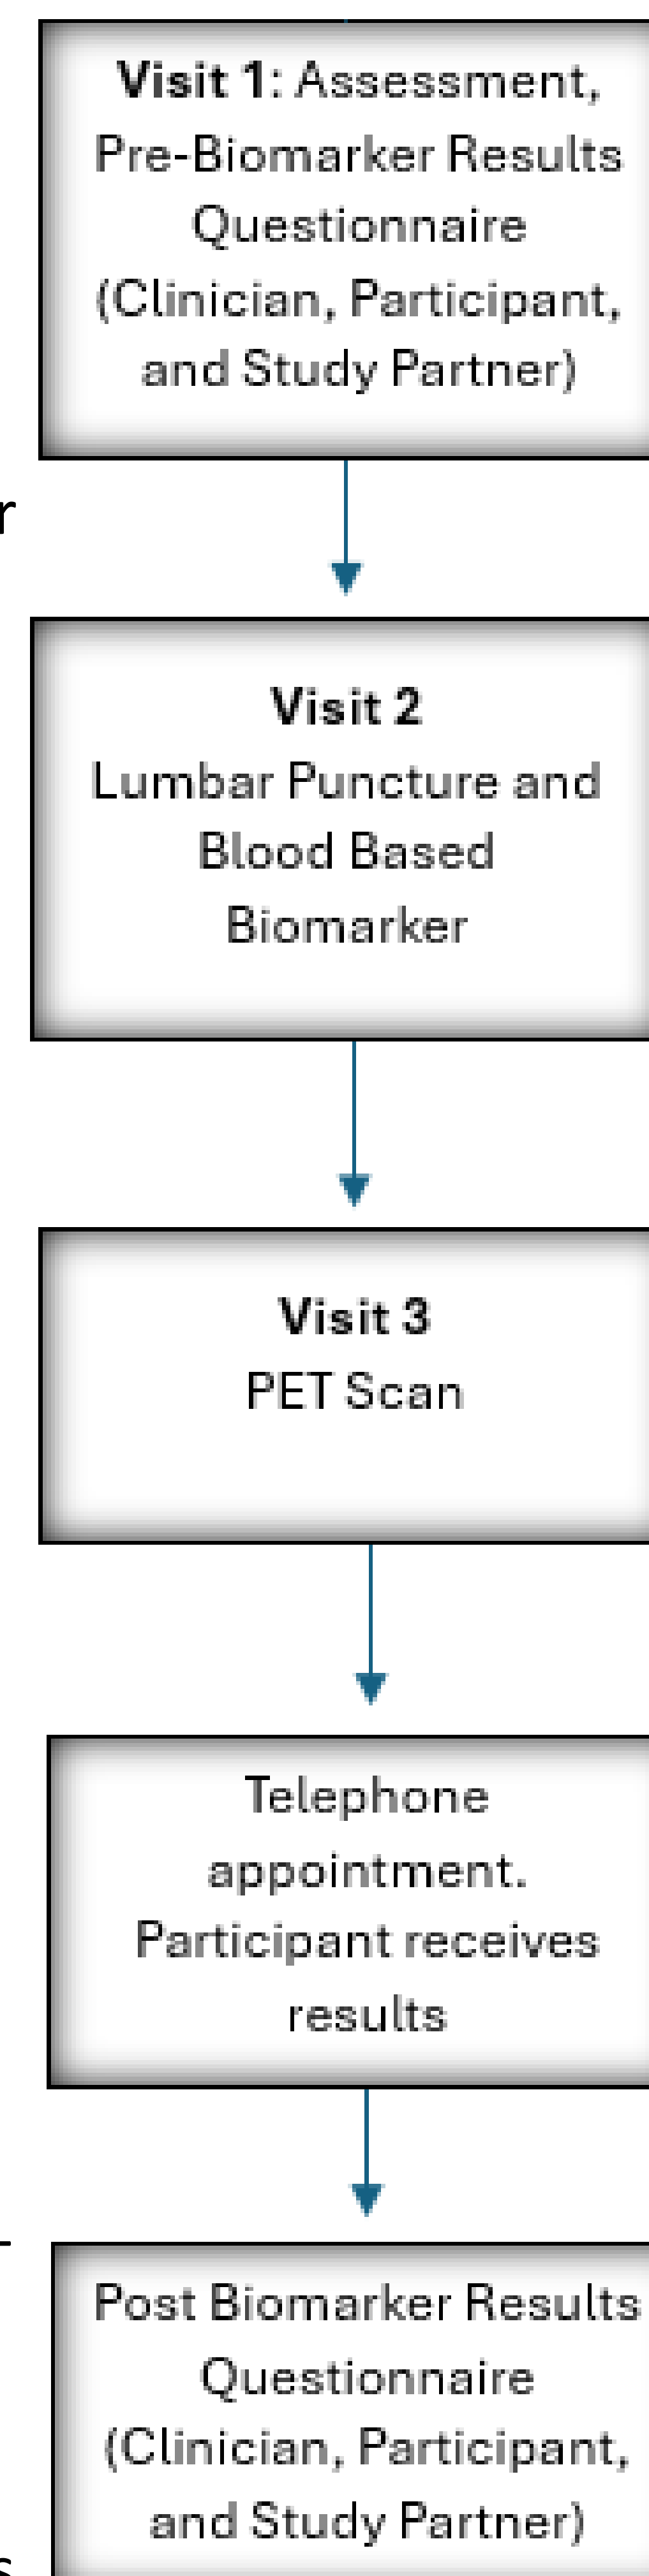 Visit 1: Assessment,
Pre-Biomarker Results
Questionnaire
(Clinician, Participant,
and Study Partner)
r
Visit 2
Lumbar Puncture and
Blood Based
Biomarker
Visit 3
PET Scan
Telephone
appointment.
Participant receives
results
Post Biomarker Results
Questionnaire
(Clinician, Participant,
and Study Partner)
s